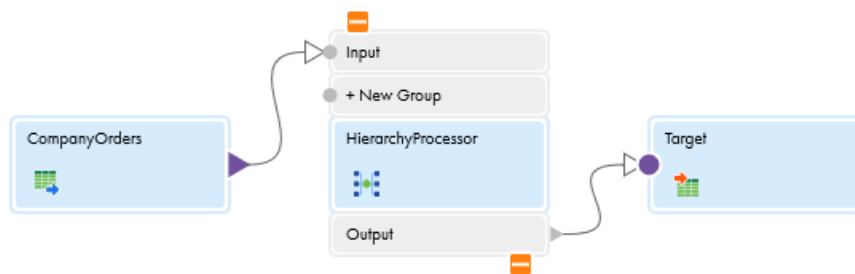 Input
+ New Group
CompanyOrders
HierarchyProcessor
Target
Output